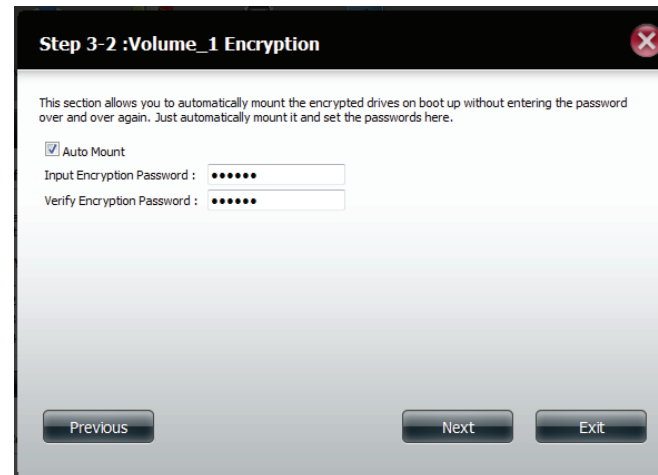 Step 3-2 :Volume_1 Encryption
This section allows you to automatically mount the encrypted drives on boot up without entering the password
over and over again. Just automatically mount it and set the passwords here.
Auto Mount
Input Encryption Password : ●●●●●●
Verify Encryption Password : ●●●●●●
Previous Next Exit